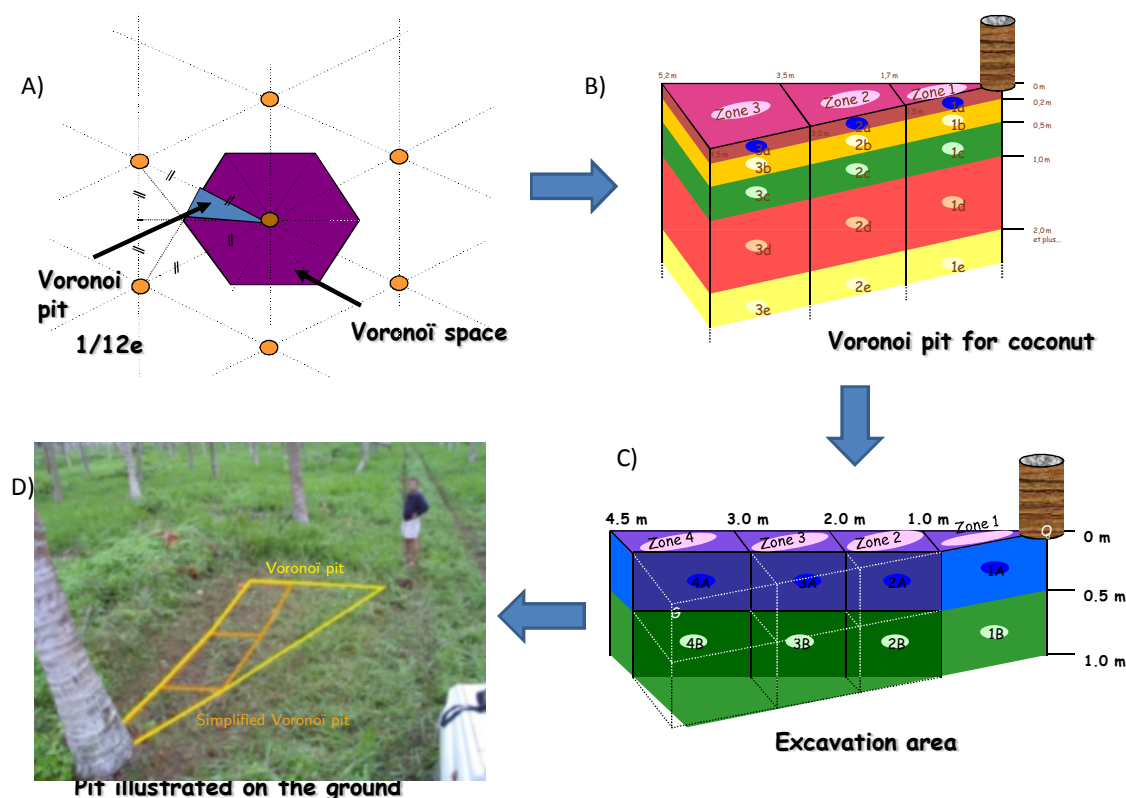 A)
Voronoi
pit
1/12e
Voronoï space
B)
5,2 m
3,5m
1,7 m
Zone 3
Zone 2
Zone 1
0 m
0,2 m
0,5 m
1,0 m
2,0 m
et plus...
3a
2a
1a
3b
2b
1b
3c
2c
1c
3d
2d
1d
3e
2e
1e
Voronoi pit for coconut
C)
4.5 m
3.0 m
2.0 m
1.0 m
Zone 4
Zone 3
Zone 2
Zone 1
O
0 m
0.5 m
1.0 m
4A
3A
2A
1A
G
4B
3B
2B
1B
Excavation area
D)
Voronoï pit
Simplified Voronoï pit
Pit illustrated on the ground